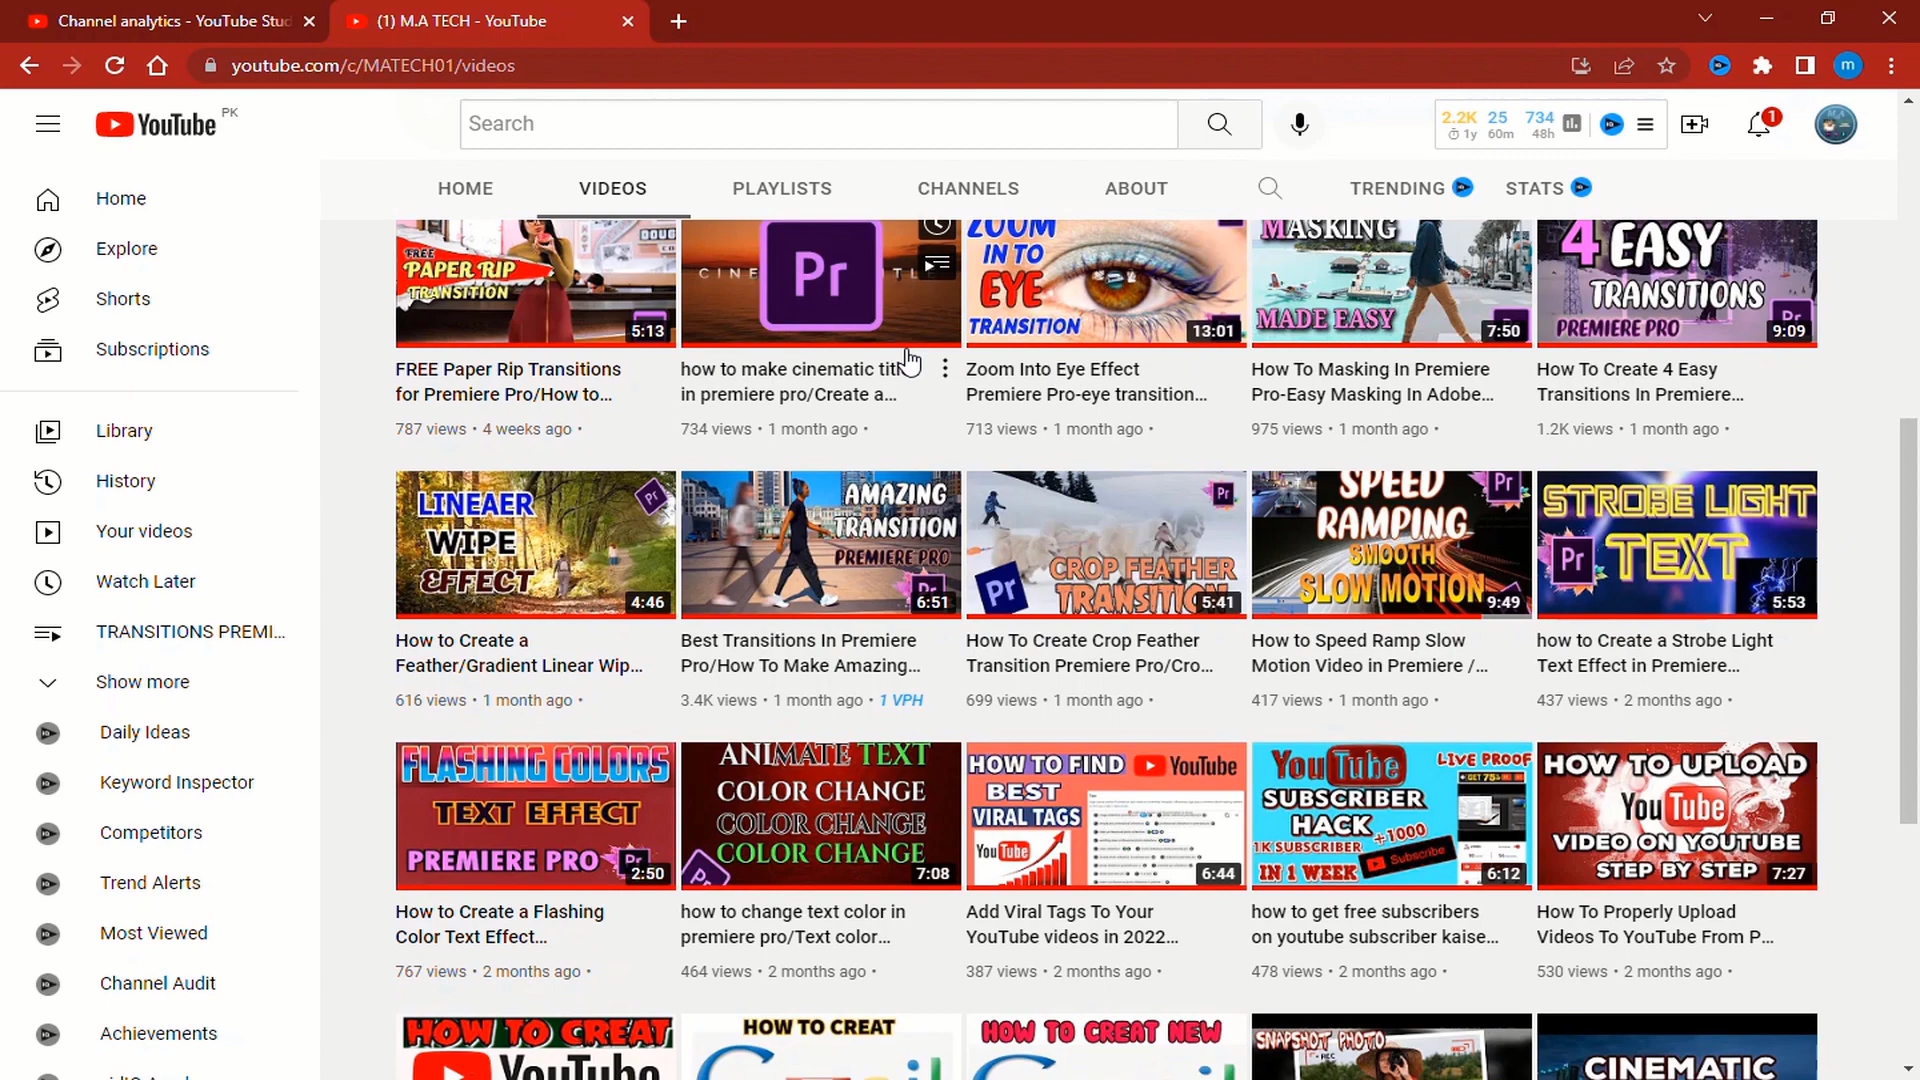 Channel analytics - YouTube Stud
(1) M.A TECH - YouTube
youtube.com/c/MATECH01/videos
m
YouTube PK
Search
2.2K 25 734
1y 60m 48h
1
HOME
VIDEOS
PLAYLISTS
CHANNELS
ABOUT
TRENDING
STATS
Home
Explore
Shorts
Subscriptions
Library
History
Your videos
Watch Later
TRANSITIONS PREMI...
Show more
Daily Ideas
Keyword Inspector
Competitors
Trend Alerts
Most Viewed
Channel Audit
Achievements
FREE
PAPER RIP
TRANSITION
5:13
FREE Paper Rip Transitions
for Premiere Pro/How to...
787 views • 4 weeks ago •
CINE
Pr
how to make cinematic titl
in premiere pro/Create a...
734 views • 1 month ago •
ZOOM
IN TO
EYE
TRANSITION
13:01
Zoom Into Eye Effect
Premiere Pro-eye transition...
713 views • 1 month ago •
MASKING
MADE EASY
7:50
How To Masking In Premiere
Pro-Easy Masking In Adobe...
975 views • 1 month ago •
4 EASY
TRANSITIONS
PREMIERE PRO
Pr
9:09
How To Create 4 Easy
Transitions In Premiere...
1.2K views • 1 month ago •
LINEAER
WIPE
EFFECT
Pr
4:46
How to Create a
Feather/Gradient Linear Wip...
616 views • 1 month ago •
AMAZING
TRANSITION
PREMIERE PRO
Pr
6:51
Best Transitions In Premiere
Pro/How To Make Amazing...
3.4K views • 1 month ago • 1 VPH
Pr
CROP FEATHER
TRANSITION
Pr
5:41
How To Create Crop Feather
Transition Premiere Pro/Cro...
699 views • 1 month ago •
SPEED
RAMPING
SMOOTH
SLOW MOTION
Pr
9:49
How to Speed Ramp Slow
Motion Video in Premiere /...
417 views • 1 month ago •
STROBE LIGHT
TEXT
Pr
5:53
how to Create a Strobe Light
Text Effect in Premiere...
437 views • 2 months ago •
FLASHING COLORS
TEXT EFFECT
PREMIERE PRO
Pr
2:50
How to Create a Flashing
Color Text Effect...
767 views • 2 months ago •
ANIMATE TEXT
COLOR CHANGE
COLOR CHANGE
COLOR CHANGE
Pr
7:08
how to change text color in
premiere pro/Text color...
464 views • 2 months ago •
HOW TO FIND YouTube
BEST
VIRAL TAGS
YouTube
6:44
Add Viral Tags To Your
YouTube videos in 2022...
387 views • 2 months ago •
YouTube
LIVE PROOF
SUBSCRIBER
HACK
+1000
1K SUBSCRIBER
Subscribe
IN 1 WEEK
6:12
how to get free subscribers
on youtube subscriber kaise...
478 views • 2 months ago •
HOW TO UPLOAD
YouTube
VIDEO ON YOUTUBE
STEP BY STEP
7:27
How To Properly Upload
Videos To YouTube From P...
530 views • 2 months ago •
HOW TO CREAT
YouTube
HOW TO CREAT
HOW TO CREAT NEW
SNAPSHOT PHOTO
REC
CINEMATIC